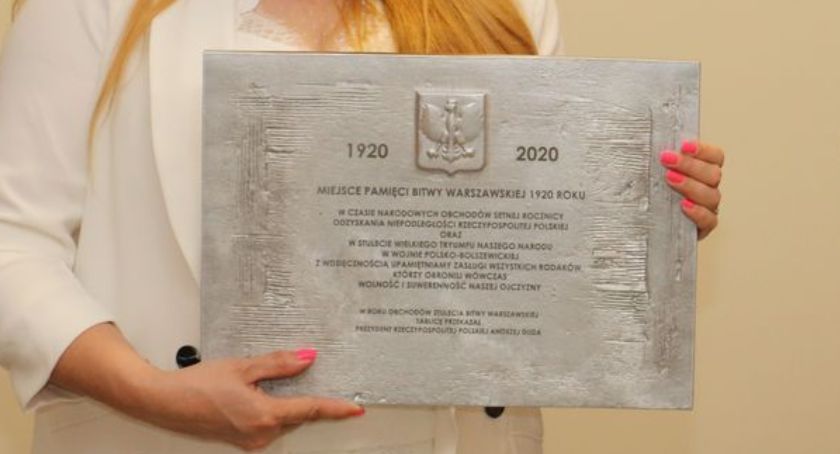 1920 2020
MIEJSCE PAMIĘCI BITWY WARSZAWSKIEJ 1920 ROKU
W CZASIE NARODOWYCH OBCHODÓW SETNEJ ROCZNICY
ODZYSKANIA NIEPODLEGŁOŚCI RZECZYPOSPOLITEJ POLSKIEJ
ORAZ
W STULECIE WIELKIEGO TRYUMFU NASZEGO NARODU
W WOJNIE POLSKO-BOLSZEWICKIEJ
Z WDZIĘCZNOŚCIĄ UPAMIĘTNIAMY ZASŁUGI WSZYSTKICH RODAKÓW,
KTÓRZY OBRONILI WÓWCZAS
WOLNOŚĆ I SUWERENNOŚĆ NASZEJ OJCZYZNY
W ROKU OBCHODÓW STULECIA BITWY WARSZAWSKIEJ
TABLICĘ PRZEKAZAŁ
PREZYDENT RZECZYPOSPOLITEJ POLSKIEJ ANDRZEJ DUDA